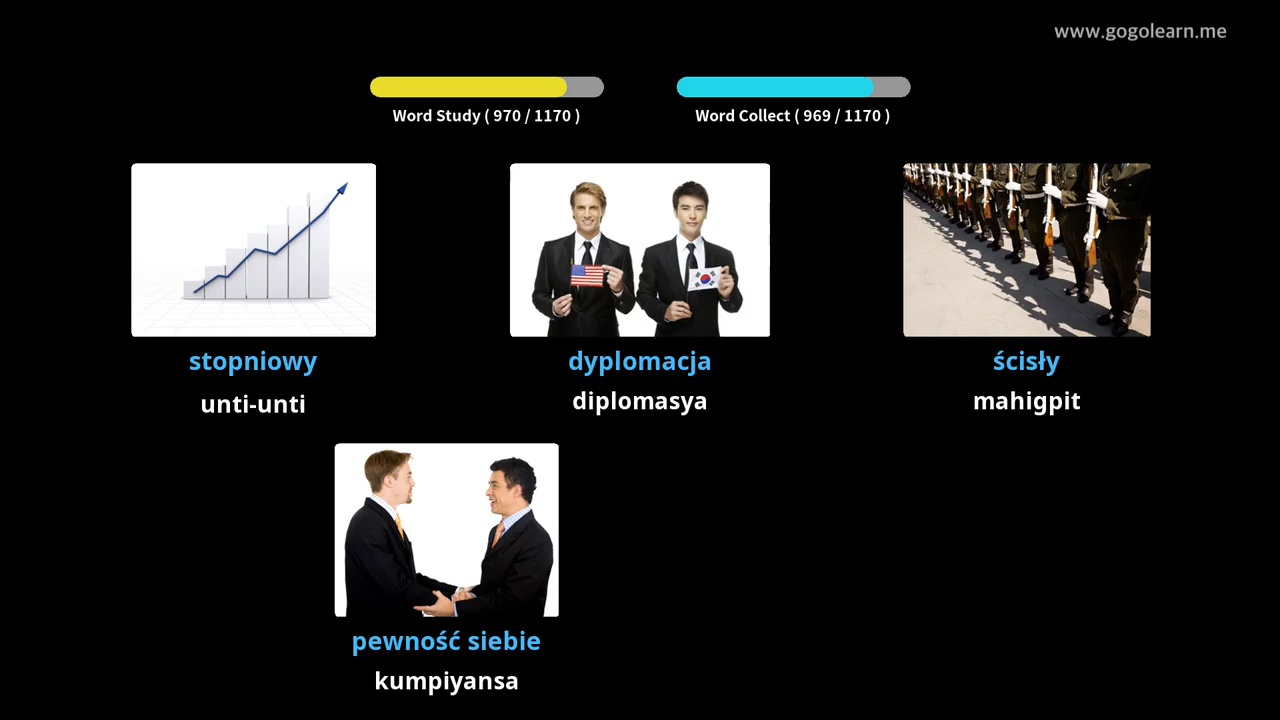 www.gogolearn.me
Word Study ( 970 / 1170 )
Word Collect ( 969 / 1170 )
stopniowy
unti-unti
dyplomacja
diplomasya
ścisły
mahigpit
pewność siebie
kumpiyansa